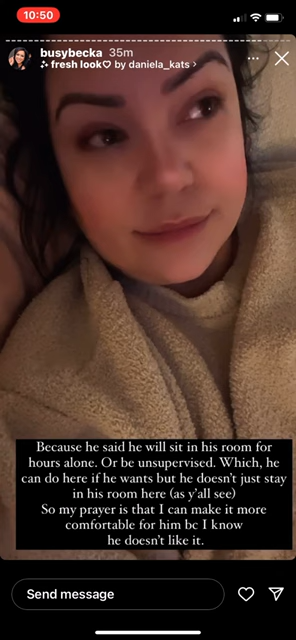 10:50
busybecka 35m
fresh look♡ by daniela_kats >
Because he said he will sit in his room for
hours alone. Or be unsupervised. Which, he
can do here if he wants but he doesn't just stay
in his room here (as y'all see)
So my prayer is that I can make it more
comfortable for him bc I know
he doesn't like it.
Send message